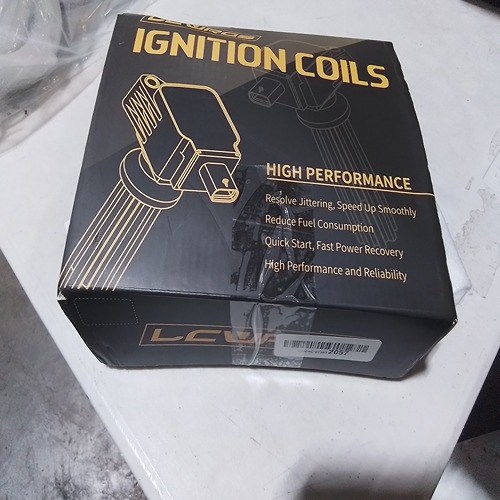 IGNITION COILS
HIGH PERFORMANCE
Resolve Jittering, Speed Up Smoothly
Reduce Fuel Consumption
Quick Start, Fast Power Recovery
High Performance and Reliability
2052